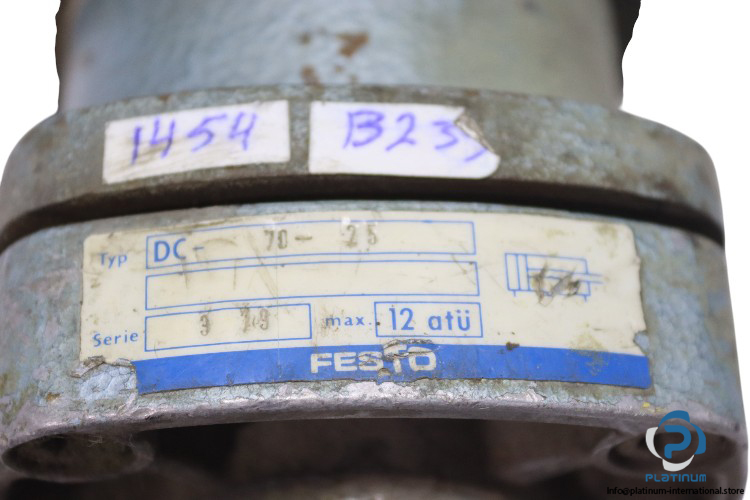 1454
B23
Typ DC- 70- 25
Serie 3 79 max. 12 atü
FESTO
PLATINUM
info@platinum-international.store